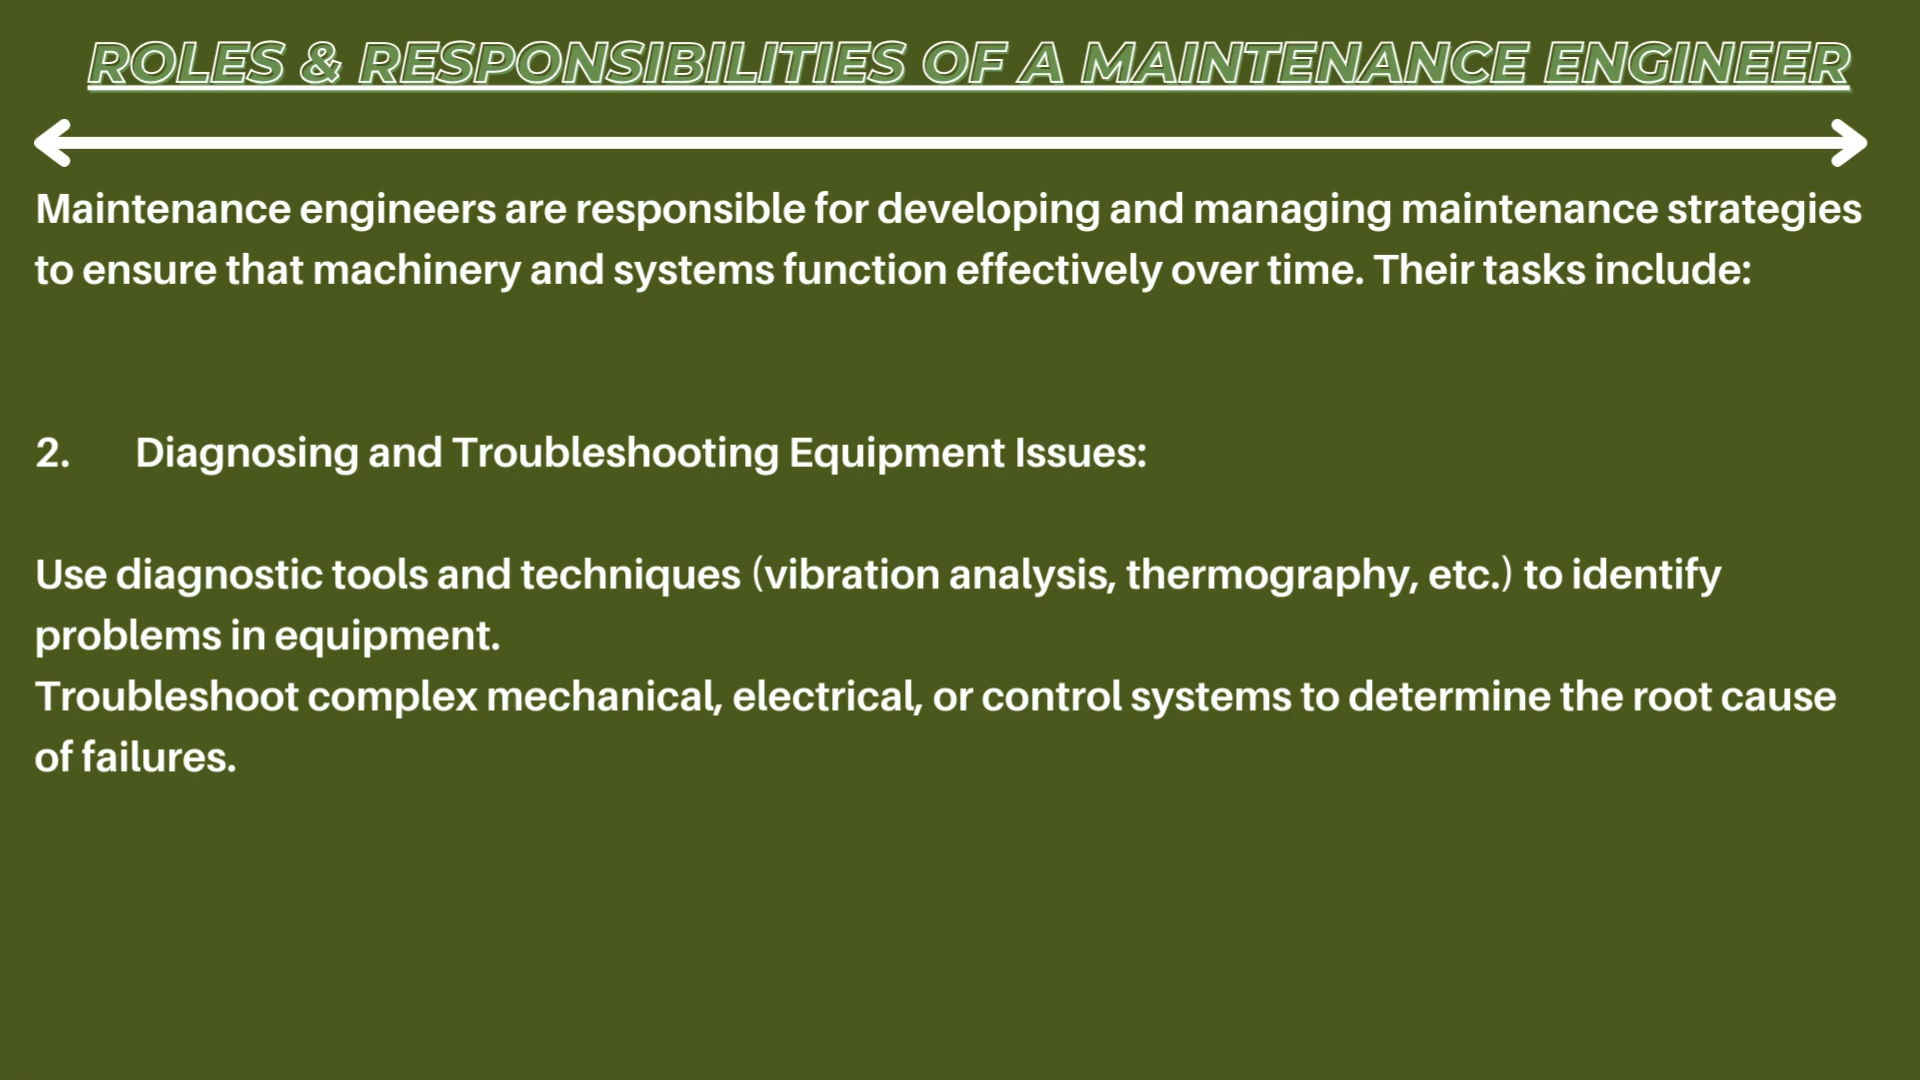 ROLES & RESPONSIBILITIES OF A MAINTENANCE ENGINEER
Maintenance engineers are responsible for developing and managing maintenance strategies
to ensure that machinery and systems function effectively over time. Their tasks include:
2. Diagnosing and Troubleshooting Equipment Issues:
Use diagnostic tools and techniques (vibration analysis, thermography, etc.) to identify
problems in equipment.
Troubleshoot complex mechanical, electrical, or control systems to determine the root cause
of failures.